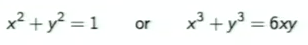 x² + y² = 1 or x³ + y³ = 6xy